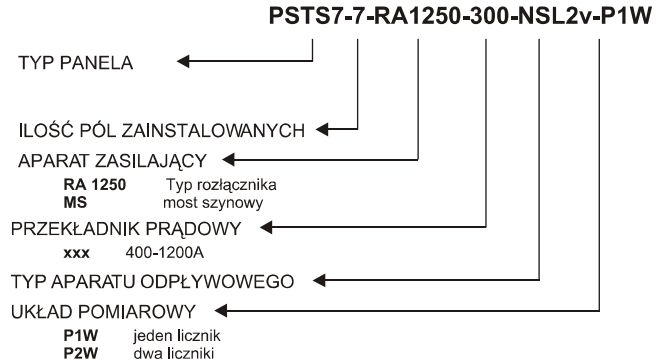 PSTS7-7-RA1250-300-NSL2v-P1W
TYP PANELA
ILOŚĆ PÓL ZAINSTALOWANYCH
APARAT ZASILAJĄCY
RA 1250 Typ rozłącznika
MS most szynowy
PRZEKŁADNIK PRĄDOWY
xxx 400-1200A
TYP APARATU ODPŁYWOWEGO
UKŁAD POMIAROWY
P1W jeden licznik
P2W dwa liczniki